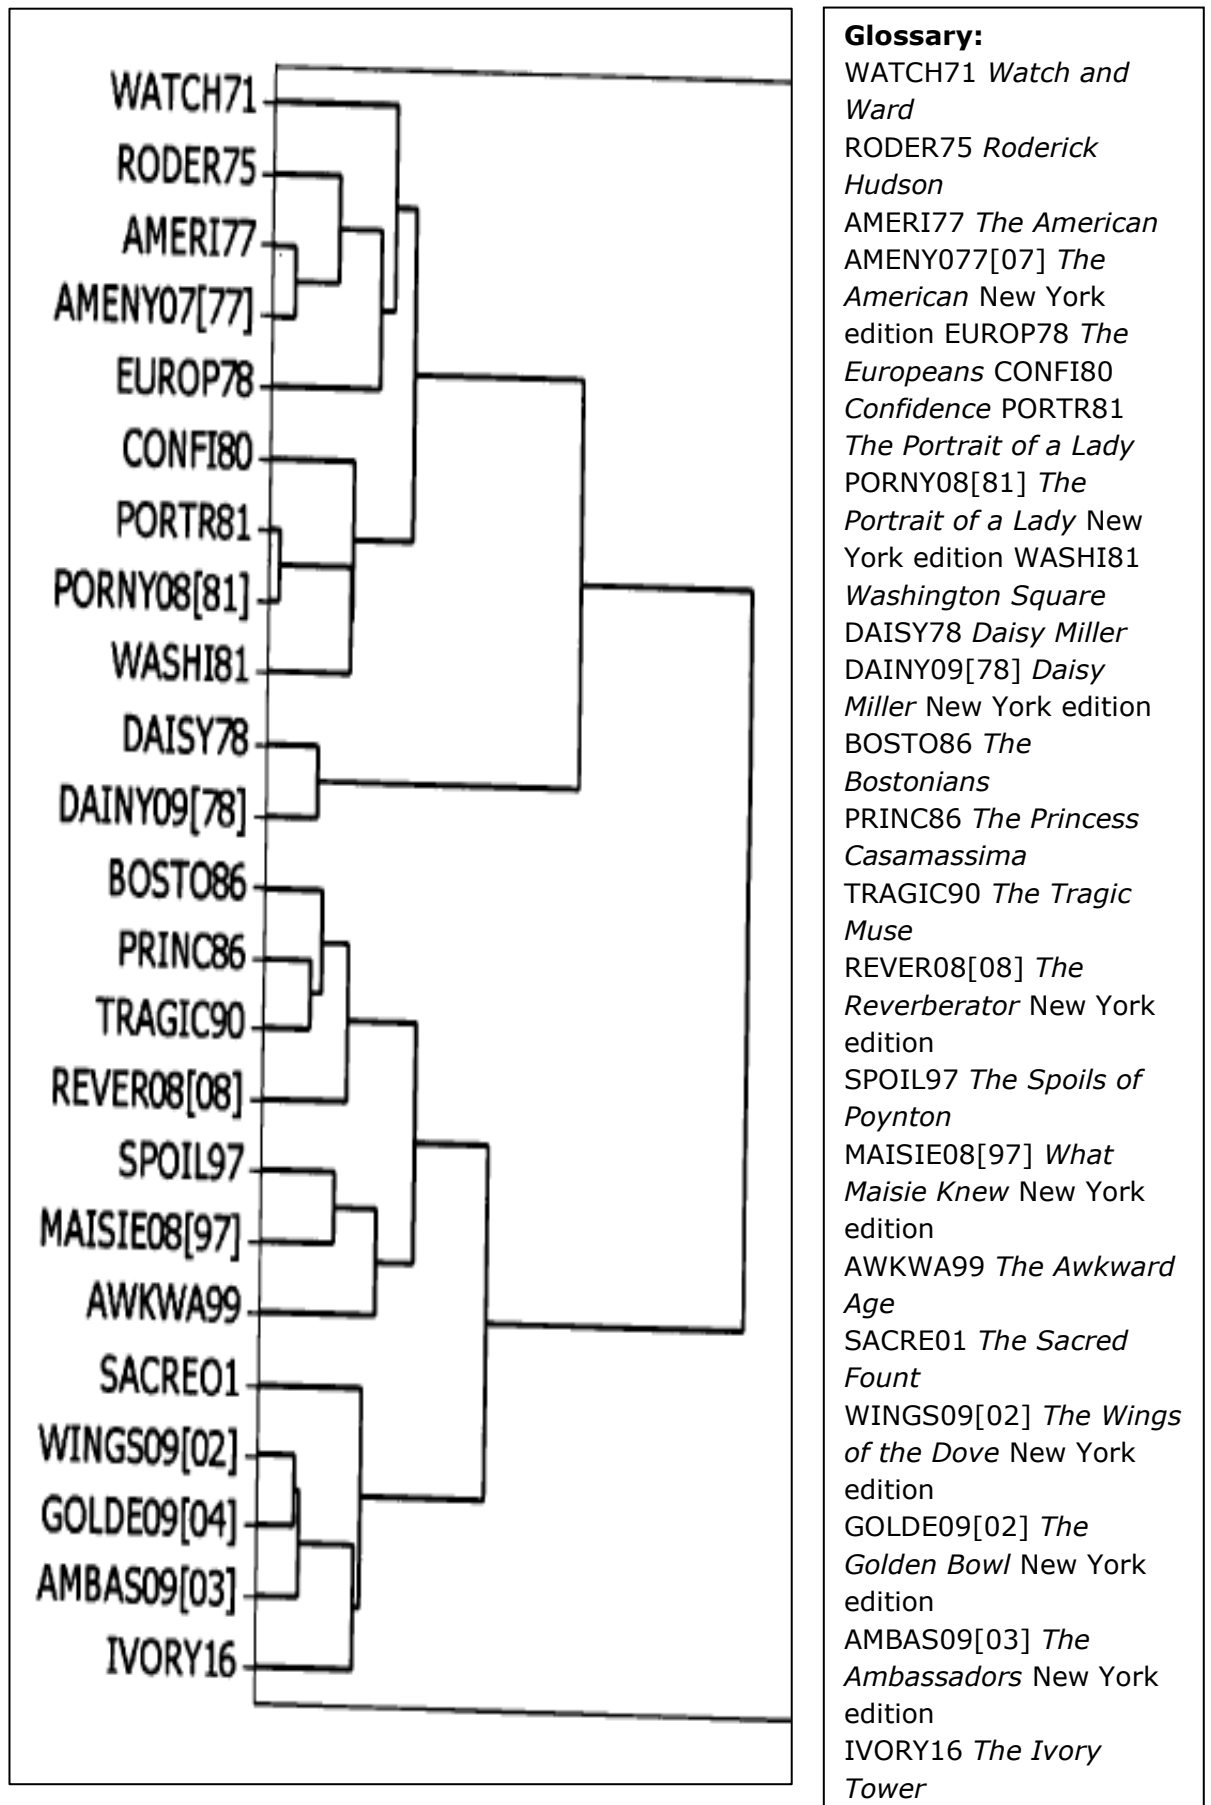 WATCH71
RODER75
AMERI77
AMENY07[77]
EUROP78
CONFI80
PORTR81
PORNY08[81]
WASHI81
DAISY78
DAINY09[78]
BOSTO86
PRINC86
TRAGIC90
REVER08[08]
SPOIL97
MAISIE08[97]
AWKWA99
SACREO1
WINGS09[02]
GOLDE09[04]
AMBAS09[03]
IVORY16
Glossary:
WATCH71 Watch and
Ward
RODER75 Roderick
Hudson
AMERI77 The American
AMENY077[07] The
American New York
edition EUROP78 The
Europeans CONFI80
Confidence PORTR81
The Portrait of a Lady
PORNY08[81] The
Portrait of a Lady New
York edition WASHI81
Washington Square
DAISY78 Daisy Miller
DAINY09[78] Daisy
Miller New York edition
BOSTO86 The
Bostonians
PRINC86 The Princess
Casamassima
TRAGIC90 The Tragic
Muse
REVER08[08] The
Reverberator New York
edition
SPOIL97 The Spoils of
Poynton
MAISIE08[97] What
Maisie Knew New York
edition
AWKWA99 The Awkward
Age
SACRE01 The Sacred
Fount
WINGS09[02] The Wings
of the Dove New York
edition
GOLDE09[02] The
Golden Bowl New York
edition
AMBAS09[03] The
Ambassadors New York
edition
IVORY16 The Ivory
Tower